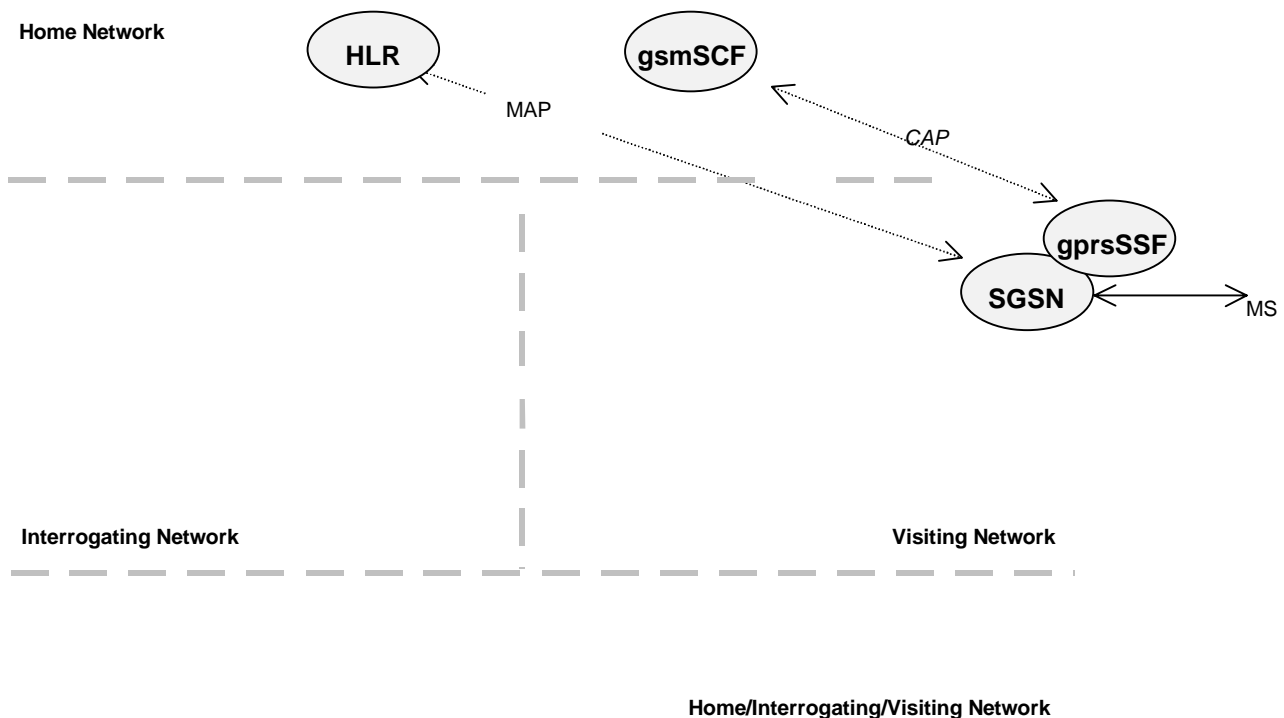 Home Network
HLR
gsmSCF
MAP
CAP
gprsSSF
SGSN
MS
Interrogating Network
Visiting Network
Home/Interrogating/Visiting Network